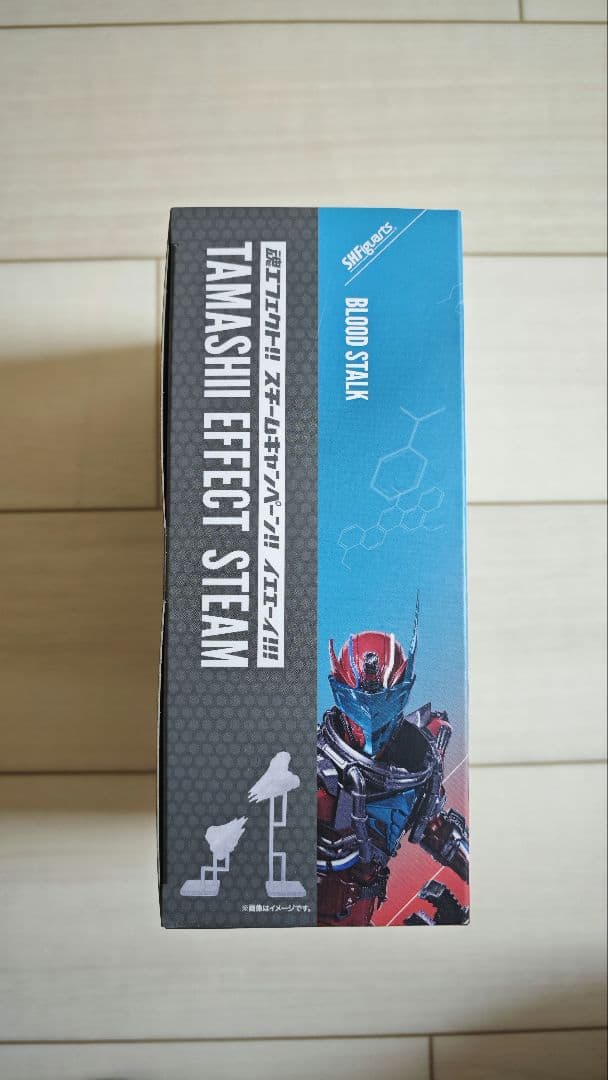 S.H.Figuarts
BLOOD STALK
魂エフェクト!! スチームキャンペーン!! イエエーイ!!!
TAMASHII EFFECT STEAM
※画像はイメージです。